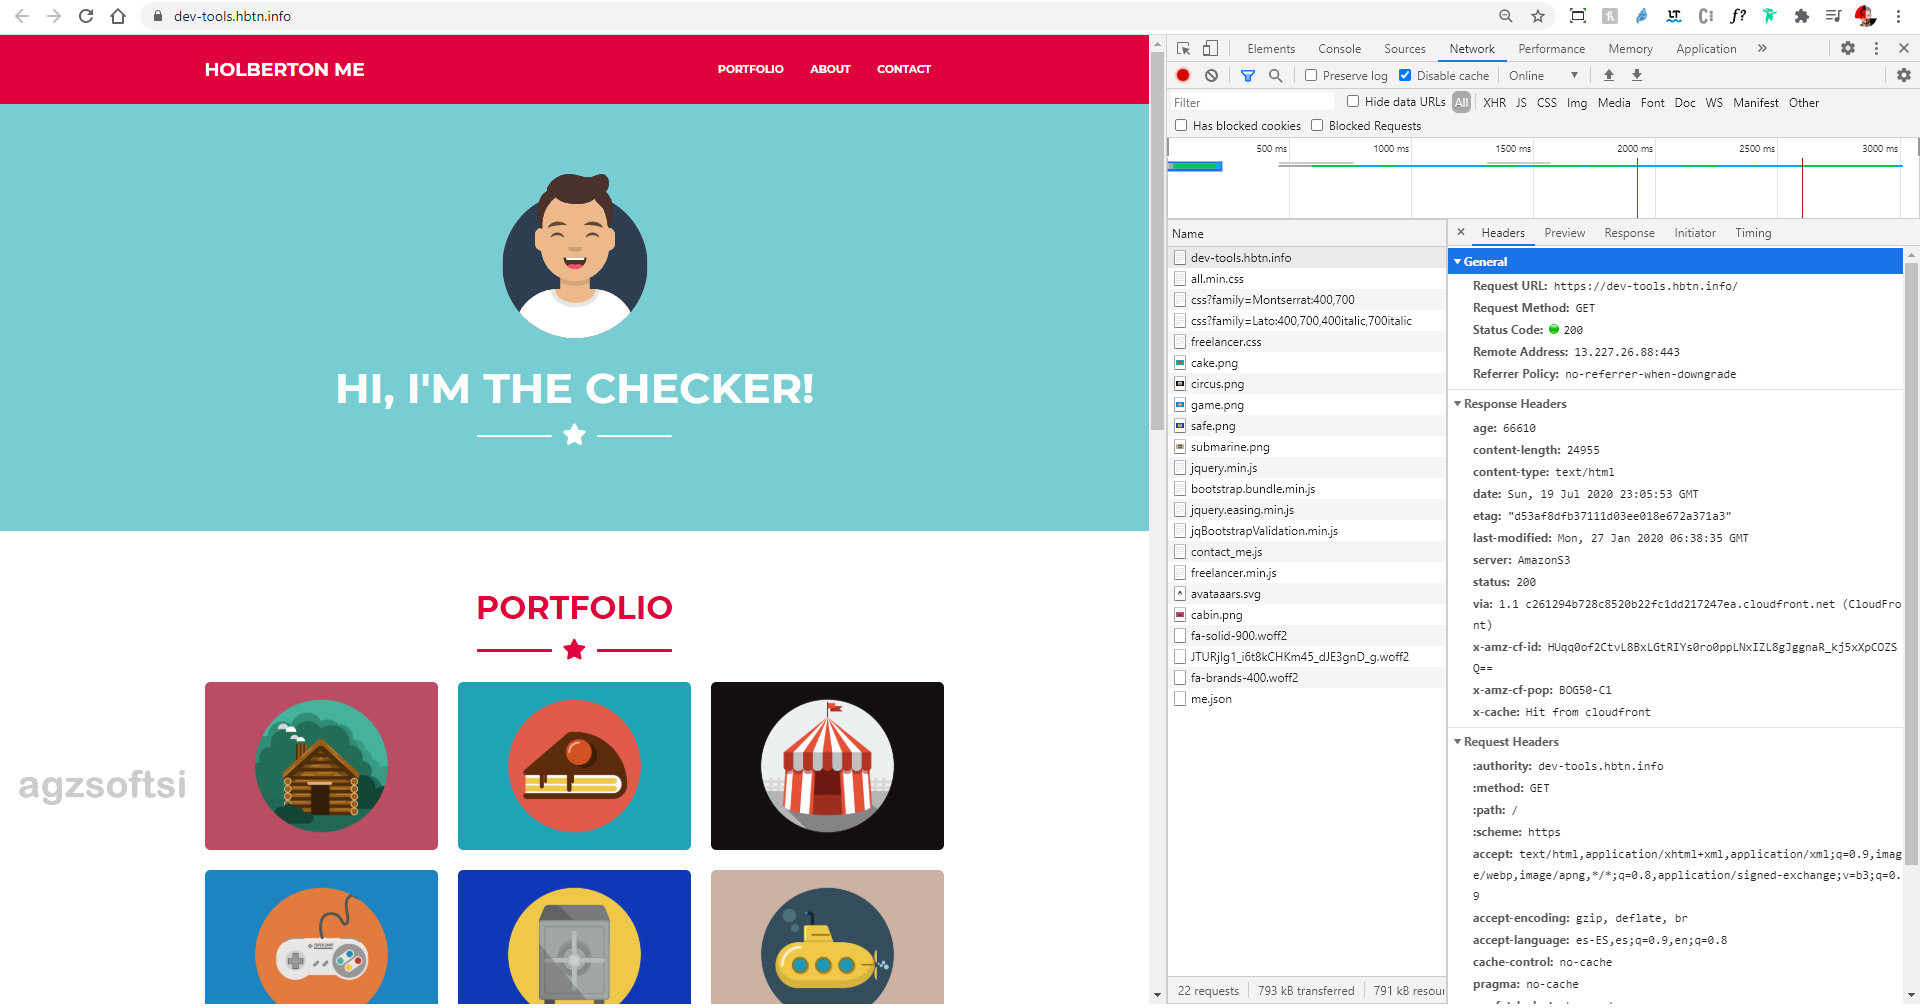 dev-tools.hbtn.info
HOLBERTON ME
PORTFOLIO ABOUT CONTACT
HI, I'M THE CHECKER!
PORTFOLIO
agzsoftsi
Elements Console Sources Network Performance Memory Application »
Preserve log Disable cache Online
Filter Hide data URLs All XHR JS CSS Img Media Font Doc WS Manifest Other
Has blocked cookies Blocked Requests
500 ms 1000 ms 1500 ms 2000 ms 2500 ms 3000 ms
Name
dev-tools.hbtn.info
all.min.css
css?family=Montserrat:400,700
css?family=Lato:400,700,400italic,700italic
freelancer.css
cake.png
circus.png
game.png
safe.png
submarine.png
jquery.min.js
bootstrap.bundle.min.js
jquery.easing.min.js
jqBootstrapValidation.min.js
contact_me.js
freelancer.min.js
avataaars.svg
cabin.png
fa-solid-900.woff2
JTURjIg1_i6t8kCHKm45_dJE3gnD_g.woff2
fa-brands-400.woff2
me.json
22 requests 793 kB transferred 791 kB resou
Headers Preview Response Initiator Timing
General
Request URL: https://dev-tools.hbtn.info/
Request Method: GET
Status Code: 200
Remote Address: 13.227.26.88:443
Referrer Policy: no-referrer-when-downgrade
Response Headers
age: 66610
content-length: 24955
content-type: text/html
date: Sun, 19 Jul 2020 23:05:53 GMT
etag: "d53af8dfb37111d03ee018e672a371a3"
last-modified: Mon, 27 Jan 2020 06:38:35 GMT
server: AmazonS3
status: 200
via: 1.1 c261294b728c8520b22fc1dd217247ea.cloudfront.net (CloudFro
nt)
x-amz-cf-id: HUqq0of2CtvL8BxLGtRIYs0ro0ppLNxIZL8gJggnaR_kj5xXpCOZS
Q==
x-amz-cf-pop: BOG50-C1
x-cache: Hit from cloudfront
Request Headers
:authority: dev-tools.hbtn.info
:method: GET
:path: /
:scheme: https
accept: text/html,application/xhtml+xml,application/xml;q=0.9,imag
e/webp,image/apng,*/*;q=0.8,application/signed-exchange;v=b3;q=0.
9
accept-encoding: gzip, deflate, br
accept-language: es-ES,es;q=0.9,en;q=0.8
cache-control: no-cache
pragma: no-cache